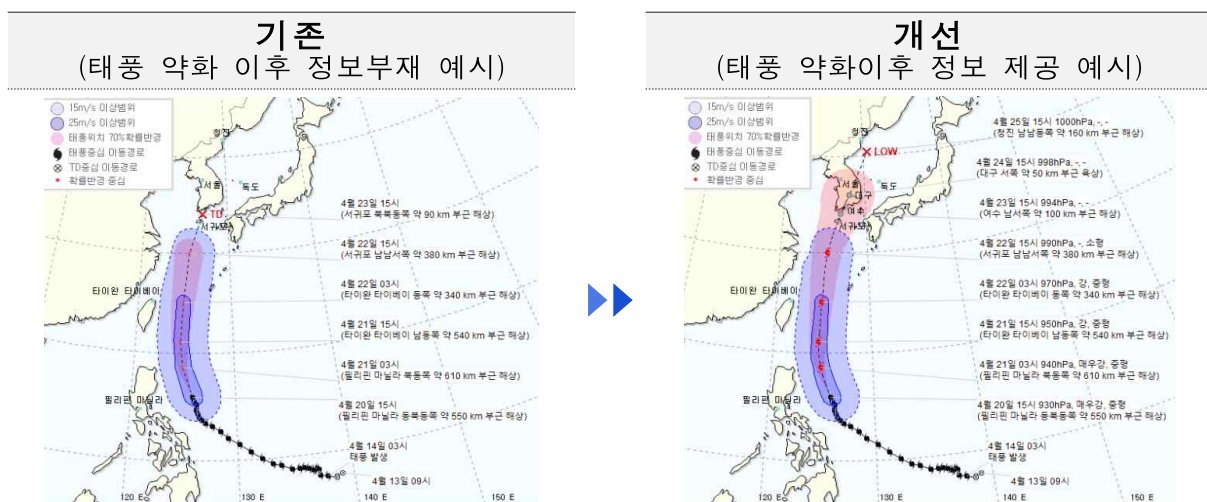 기존
(태풍 약화 이후 정보부재 예시)
15m/s 이상범위
25m/s 이상범위
태풍위치 70%확률반경
태풍중심 이동경로
TD중심 이동경로
확률반경 중심
청진
서울
독도
TD
서귀포
4월 23일 15시
(서귀포 북북동쪽 약 90 km 부근 해상)
4월 22일 15시
(서귀포 남남서쪽 약 380 km 부근 해상)
4월 22일 03시
(타이완 타이베이 동쪽 약 340 km 부근 해상)
타이완 타이베이
4월 21일 15시
(타이완 타이베이 남동쪽 약 540 km 부근 해상)
4월 21일 03시
(필리핀 마닐라 북동쪽 약 610 km 부근 해상)
필리핀 마닐라
4월 20일 15시
(필리핀 마닐라 동북동쪽 약 550 km 부근 해상)
4월 14일 03시
태풍 발생
4월 13일 09시
120 E
130 E
140 E
150 E
개선
(태풍 약화이후 정보 제공 예시)
15m/s 이상범위
25m/s 이상범위
태풍위치 70%확률반경
태풍중심 이동경로
TD중심 이동경로
확률반경 중심
청진
4월 25일 15시 1000hPa, -, -
(청진 남남동쪽 약 160 km 부근 해상)
LOW
4월 24일 15시 998hPa, -, -
(대구 서쪽 약 50 km 부근 육상)
서울
독도
대구
여수
서귀포
4월 23일 15시 994hPa, -, -
(여수 남서쪽 약 100 km 부근 해상)
4월 22일 15시 990hPa, -, 소형
(서귀포 남남서쪽 약 380 km 부근 해상)
4월 22일 03시 970hPa, 강, 중형
(타이완 타이베이 동쪽 약 340 km 부근 해상)
타이완 타이베이
4월 21일 15시 950hPa, 강, 중형
(타이완 타이베이 남동쪽 약 540 km 부근 해상)
4월 21일 03시 940hPa, 매우강, 중형
(필리핀 마닐라 북동쪽 약 610 km 부근 해상)
필리핀 마닐라
4월 20일 15시 930hPa, 매우강, 중형
(필리핀 마닐라 동북동쪽 약 550 km 부근 해상)
4월 14일 03시
태풍 발생
4월 13일 09시
120 E
130 E
140 E
150 E